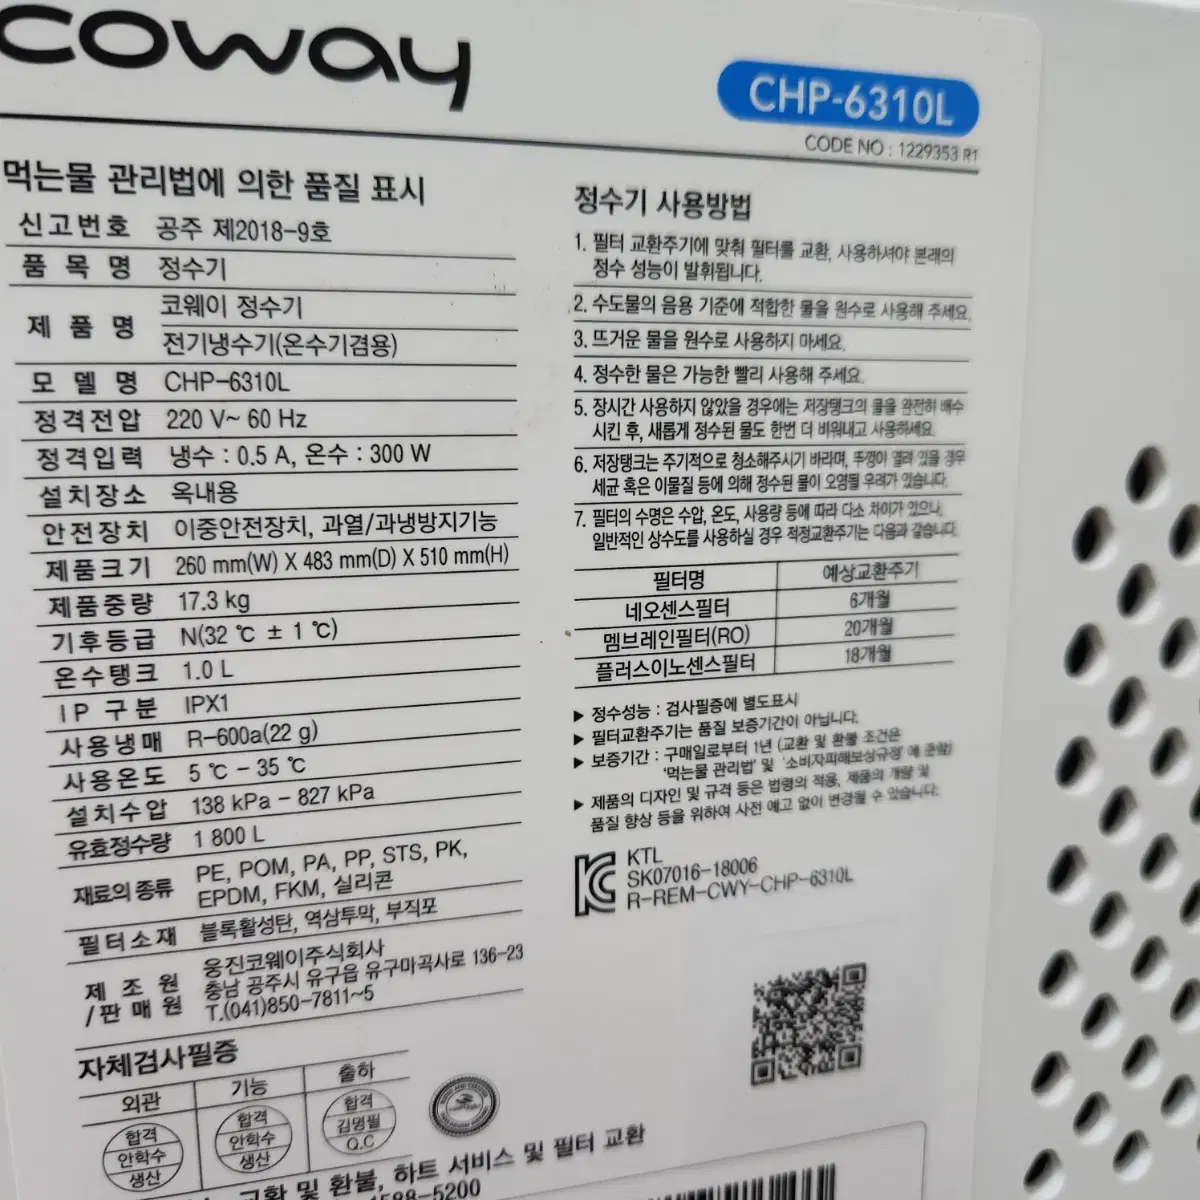 coway
CHP-6310L
CODE NO : 1229353 R1
먹는물 관리법에 의한 품질 표시
신고번호 공주 제2018-9호
품 목 명 정수기
제 품 명 코웨이 정수기
전기냉수기(온수기겸용)
모 델 명 CHP-6310L
정격전압 220 V~ 60 Hz
정격입력 냉수 : 0.5 A, 온수 : 300 W
설치장소 옥내용
안전장치 이중안전장치, 과열/과냉방지기능
제품크기 260 mm(W) X 483 mm(D) X 510 mm(H)
제품중량 17.3 kg
기후등급 N(32 ℃ ± 1 ℃)
온수탱크 1.0 L
IP 구분 IPX1
사용냉매 R-600a(22 g)
사용온도 5 ℃ - 35 ℃
설치수압 138 kPa - 827 kPa
유효정수량 1 800 L
재료의 종류 PE, POM, PA, PP, STS, PK,
EPDM, FKM, 실리콘
필터소재 블록활성탄, 역삼투막, 부직포
제 조 원
/판 매 원
웅진코웨이주식회사
충남 공주시 유구읍 유구마곡사로 136-23
T.(041)850-7811~5
자체검사필증
외관 기능 출하
합격 합격 합격
안학수 안학수 김명필
생산 생산 Q.C
정수기 사용방법
1. 필터 교환주기에 맞춰 필터를 교환, 사용하셔야 본래의
정수 성능이 발휘됩니다.
2. 수도물의 음용 기준에 적합한 물을 원수로 사용해 주세요.
3. 뜨거운 물을 원수로 사용하지 마세요.
4. 정수한 물은 가능한 빨리 사용해 주세요.
5. 장시간 사용하지 않았을 경우에는 저장탱크의 물을 완전히 배수
시킨 후, 새롭게 정수된 물도 한번 더 비워내고 사용하세요.
6. 저장탱크는 주기적으로 청소해주시기 바라며, 뚜껑이 열려 있을 경우
세균 혹은 이물질 등에 의해 정수된 물이 오염될 우려가 있습니다.
7. 필터의 수명은 수압, 온도, 사용량 등에 따라 다소 차이가 있으나,
일반적인 상수도를 사용하실 경우 적정교환주기는 다음과 같습니다.
필터명 예상교환주기
네오센스필터 6개월
멤브레인필터(RO) 20개월
플러스이노센스필터 18개월
▶ 정수성능 : 검사필증에 별도표시
▶ 필터교환주기는 품질 보증기간이 아닙니다.
▶ 보증기간 : 구매일로부터 1년 (교환 및 환불 조건은
'먹는물 관리법' 및 '소비자피해보상규정'에 준함)
▶ 제품의 디자인 및 규격 등은 법령의 적용, 제품의 개량 및
품질 향상 등을 위하여 사전 예고 없이 변경될 수 있습니다.
KTL
SK07016-18006
R-REM-CWY-CHP-6310L
교환 및 환불, 하트 서비스 및 필터 교환
1588-5200